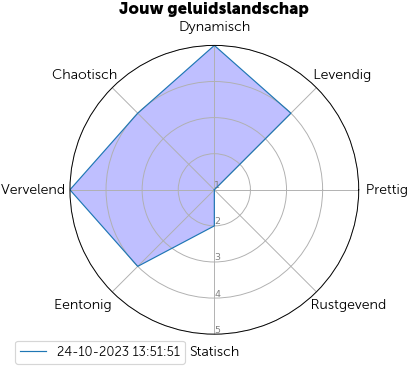 Jouw geluidslandschap
Dynamisch
Chaotisch
Levendig
Vervelend
1
Prettig
2
3
4
5
Eentonig
Rustgevend
24-10-2023 13:51:51
Statisch